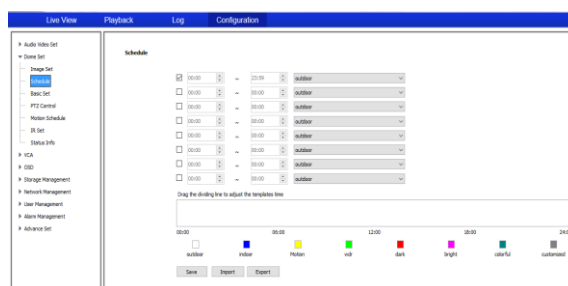 Live View Playback Log Configuration
Audio Video Set
Dome Set
Image Set
Schedule
Basic Set
PTZ Control
Motion Schedule
IR Set
Status Info
VCA
OSD
Storage Management
Network Management
User Management
Alarm Management
Advance Set
Schedule
00:00 ~ 23:59 outdoor
00:00 ~ 00:00 outdoor
00:00 ~ 00:00 outdoor
00:00 ~ 00:00 outdoor
00:00 ~ 00:00 outdoor
00:00 ~ 00:00 outdoor
00:00 ~ 00:00 outdoor
00:00 ~ 00:00 outdoor
Drag the dividing line to adjust the templates time
00:00 06:00 12:00 18:00 24:0
outdoor indoor Motion wdr dark bright colorful customized
Save Import Export